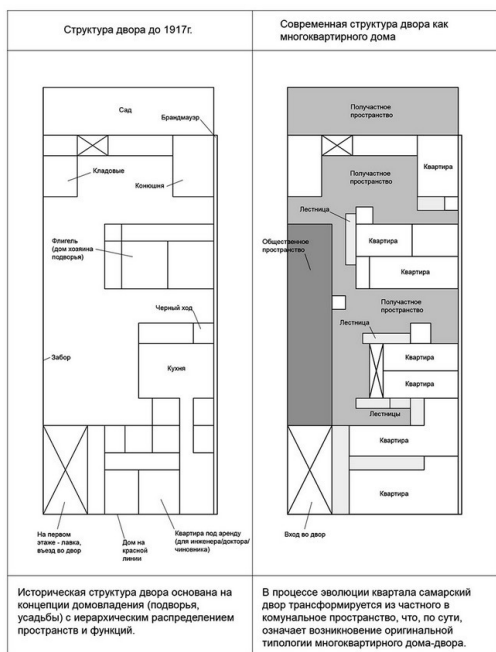 Структура двора до 1917г.
Современная структура двора как
многоквартирного дома
Сад
Брандмауэр
Кладовые
Конюшня
Флигель
(дом хозяина
подворья)
Черный ход
Забор
Кухня
На первом
этаже - лавка,
въезд во двор
Дом на
красной
линии
Квартира под аренду
(для инженера/доктора/
чиновника)
Получастное
пространство
Получастное
пространство
Квартира
Лестница
Общественное
пространство
Квартира
Квартира
Получастное
пространство
Лестница
Квартира
Квартира
Лестницы
Квартира
Квартира
Вход во двор
Историческая структура двора основана на
концепции домовладения (подворья,
усадьбы) с иерархическим распределением
пространств и функций.
В процессе эволюции квартала самарский
двор трансформируется из частного в
комунальное пространство, что, по сути,
означает возникновение оригинальной
типологии многоквартирного дома-двора.